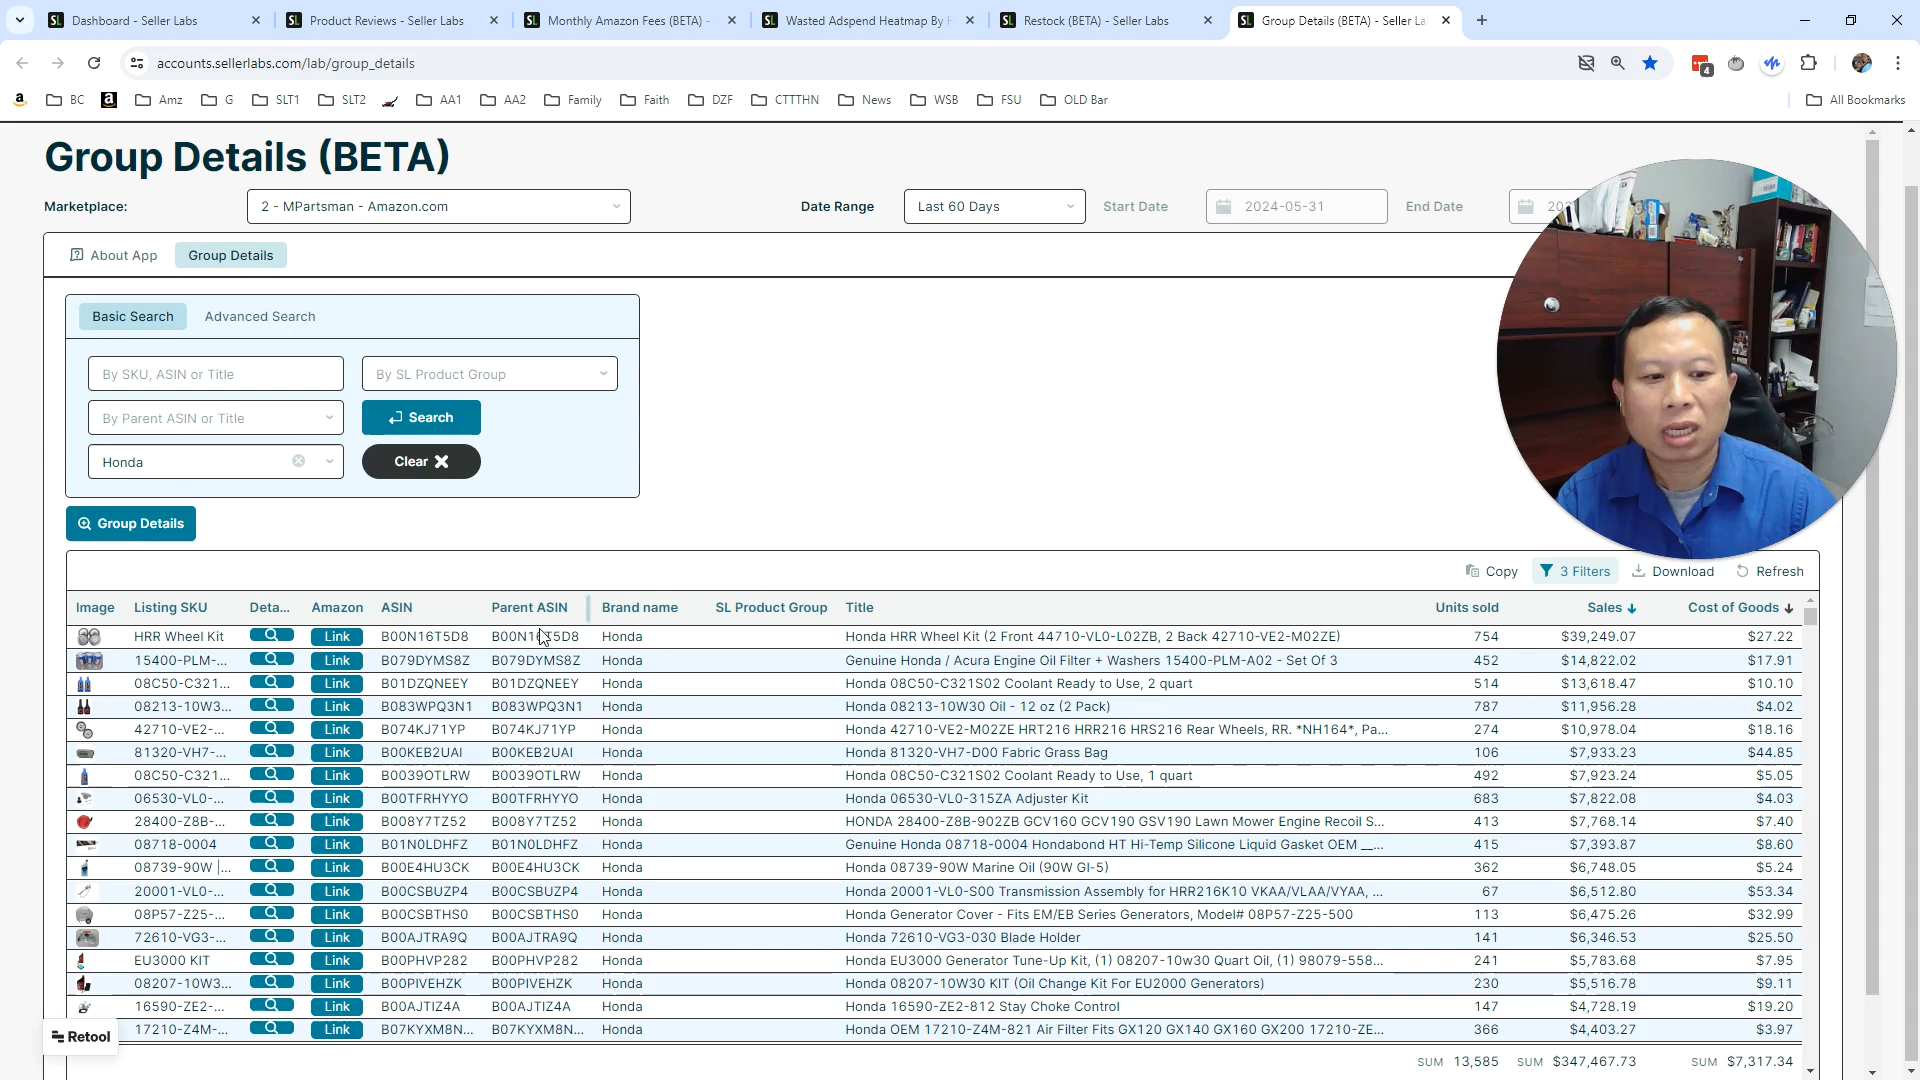 Dashboard - Seller Labs
Product Reviews - Seller Labs
Monthly Amazon Fees (BETA) -
Wasted Adspend Heatmap By H
Restock (BETA) - Seller Labs
Group Details (BETA) - Seller La
accounts.sellerlabs.com/lab/group_details
4
BC Amz G SLT1 SLT2 AA1 AA2 Family Faith DZF CTTTHN News WSB FSU OLD Bar All Bookmarks
Group Details (BETA)
Marketplace: 2 - MPartsman - Amazon.com Date Range Last 60 Days Start Date 2024-05-31 End Date
About App Group Details
Basic Search Advanced Search
By SKU, ASIN or Title By SL Product Group
By Parent ASIN or Title Search
Honda Clear
Group Details
Copy 3 Filters Download Refresh
Image Listing SKU Deta... Amazon ASIN Parent ASIN Brand name SL Product Group Title Units sold Sales Cost of Goods
HRR Wheel Kit Link B00N16T5D8 B00N16T5D8 Honda Honda HRR Wheel Kit (2 Front 44710-VL0-L02ZB, 2 Back 42710-VE2-M02ZE) 754 $39,249.07 $27.22
15400-PLM-... Link B079DYMS8Z B079DYMS8Z Honda Genuine Honda / Acura Engine Oil Filter + Washers 15400-PLM-A02 - Set Of 3 452 $14,822.02 $17.91
08C50-C321... Link B01DZQNEEY B01DZQNEEY Honda Honda 08C50-C321S02 Coolant Ready to Use, 2 quart 514 $13,618.47 $10.10
08213-10W3... Link B083WPQ3N1 B083WPQ3N1 Honda Honda 08213-10W30 Oil - 12 oz (2 Pack) 787 $11,956.28 $4.02
42710-VE2-... Link B074KJ71YP B074KJ71YP Honda Honda 42710-VE2-M02ZE HRT216 HRR216 HRS216 Rear Wheels, RR. *NH164*, Pa... 274 $10,978.04 $18.16
81320-VH7-... Link B00KEB2UAI B00KEB2UAI Honda Honda 81320-VH7-D00 Fabric Grass Bag 106 $7,933.23 $44.85
08C50-C321... Link B0039OTLRW B0039OTLRW Honda Honda 08C50-C321S02 Coolant Ready to Use, 1 quart 492 $7,923.24 $5.05
06530-VL0-... Link B00TFRHYYO B00TFRHYYO Honda Honda 06530-VL0-315ZA Adjuster Kit 683 $7,822.08 $4.03
28400-Z8B-... Link B008Y7TZ52 B008Y7TZ52 Honda HONDA 28400-Z8B-902ZB GCV160 GCV190 GSV190 Lawn Mower Engine Recoil S... 413 $7,768.14 $7.40
08718-0004 Link B01N0LDHFZ B01N0LDHFZ Honda Genuine Honda 08718-0004 Hondabond HT Hi-Temp Silicone Liquid Gasket OEM __... 415 $7,393.87 $8.60
08739-90W |... Link B00E4HU3CK B00E4HU3CK Honda Honda 08739-90W Marine Oil (90W Gl-5) 362 $6,748.05 $5.24
20001-VL0-... Link B00CSBUZP4 B00CSBUZP4 Honda Honda 20001-VL0-S00 Transmission Assembly for HRR216K10 VKAA/VLAA/VYAA, ... 67 $6,512.80 $53.34
08P57-Z25-... Link B00CSBTHS0 B00CSBTHS0 Honda Honda Generator Cover - Fits EM/EB Series Generators, Model# 08P57-Z25-500 113 $6,475.26 $32.99
72610-VG3-... Link B00AJTRA9Q B00AJTRA9Q Honda Honda 72610-VG3-030 Blade Holder 141 $6,346.53 $25.50
EU3000 KIT Link B00PHVP282 B00PHVP282 Honda Honda EU3000 Generator Tune-Up Kit, (1) 08207-10w30 Quart Oil, (1) 98079-558... 241 $5,783.68 $7.95
08207-10W3... Link B00PIVEHZK B00PIVEHZK Honda Honda 08207-10W30 KIT (Oil Change Kit For EU2000 Generators) 230 $5,516.78 $9.11
16590-ZE2-... Link B00AJTIZ4A B00AJTIZ4A Honda Honda 16590-ZE2-812 Stay Choke Control 147 $4,728.19 $19.20
17210-Z4M-... Link B07KYXM8N... B07KYXM8N... Honda Honda OEM 17210-Z4M-821 Air Filter Fits GX120 GX140 GX160 GX200 17210-ZE... 366 $4,403.27 $3.97
Retool
SUM 13,585 SUM $347,467.73 SUM $7,317.34